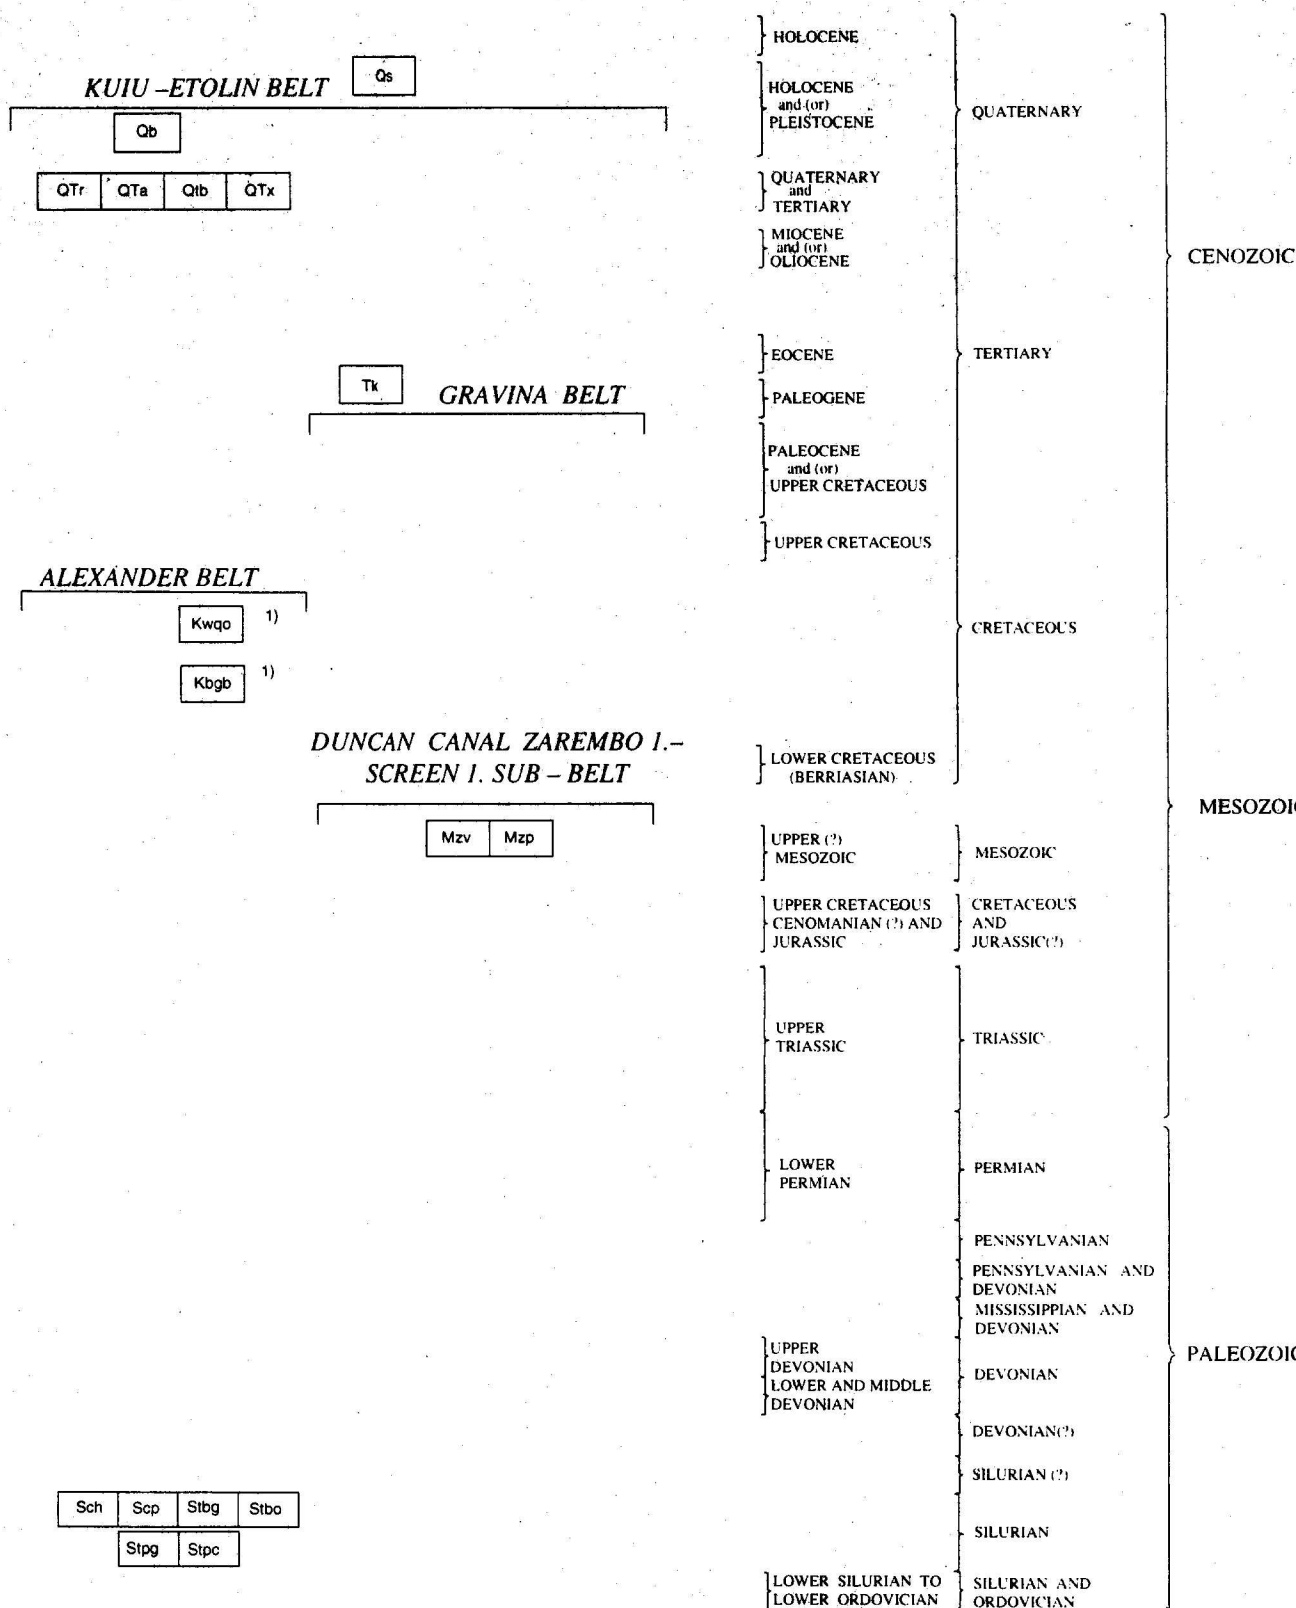 HOLOCENE
Qs
KUIU –ETOLIN BELT
HOLOCENE
and (or)
PLEISTOCENE
QUATERNARY
Qb
QTr QTa Qtb QTx
QUATERNARY
and
TERTIARY
MIOCENE
and (or)
OLIOCENE
CENOZOIC
EOCENE
TERTIARY
Tk
GRAVINA BELT
PALEOGENE
PALEOCENE
and (or)
UPPER CRETACEOUS
UPPER CRETACEOUS
ALEXANDER BELT
Kwqo 1)
CRETACEOUS
Kbgb 1)
DUNCAN CANAL ZAREMBO I.–
SCREEN I. SUB – BELT
LOWER CRETACEOUS
(BERRIASIAN)
MESOZOIC
Mzv Mzp
UPPER (?)
MESOZOIC
MESOZOIC
UPPER CRETACEOUS
CENOMANIAN (?) AND
JURASSIC
CRETACEOUS
AND
JURASSIC(?)
UPPER
TRIASSIC
TRIASSIC
LOWER
PERMIAN
PERMIAN
PENNSYLVANIAN
PENNSYLVANIAN AND
DEVONIAN
MISSISSIPPIAN AND
DEVONIAN
UPPER
DEVONIAN
LOWER AND MIDDLE
DEVONIAN
DEVONIAN
PALEOZOIC
DEVONIAN(?)
SILURIAN (?)
Sch Scp Stbg Stbo
Stpg Stpc
SILURIAN
LOWER SILURIAN TO
LOWER ORDOVICIAN
SILURIAN AND
ORDOVICIAN